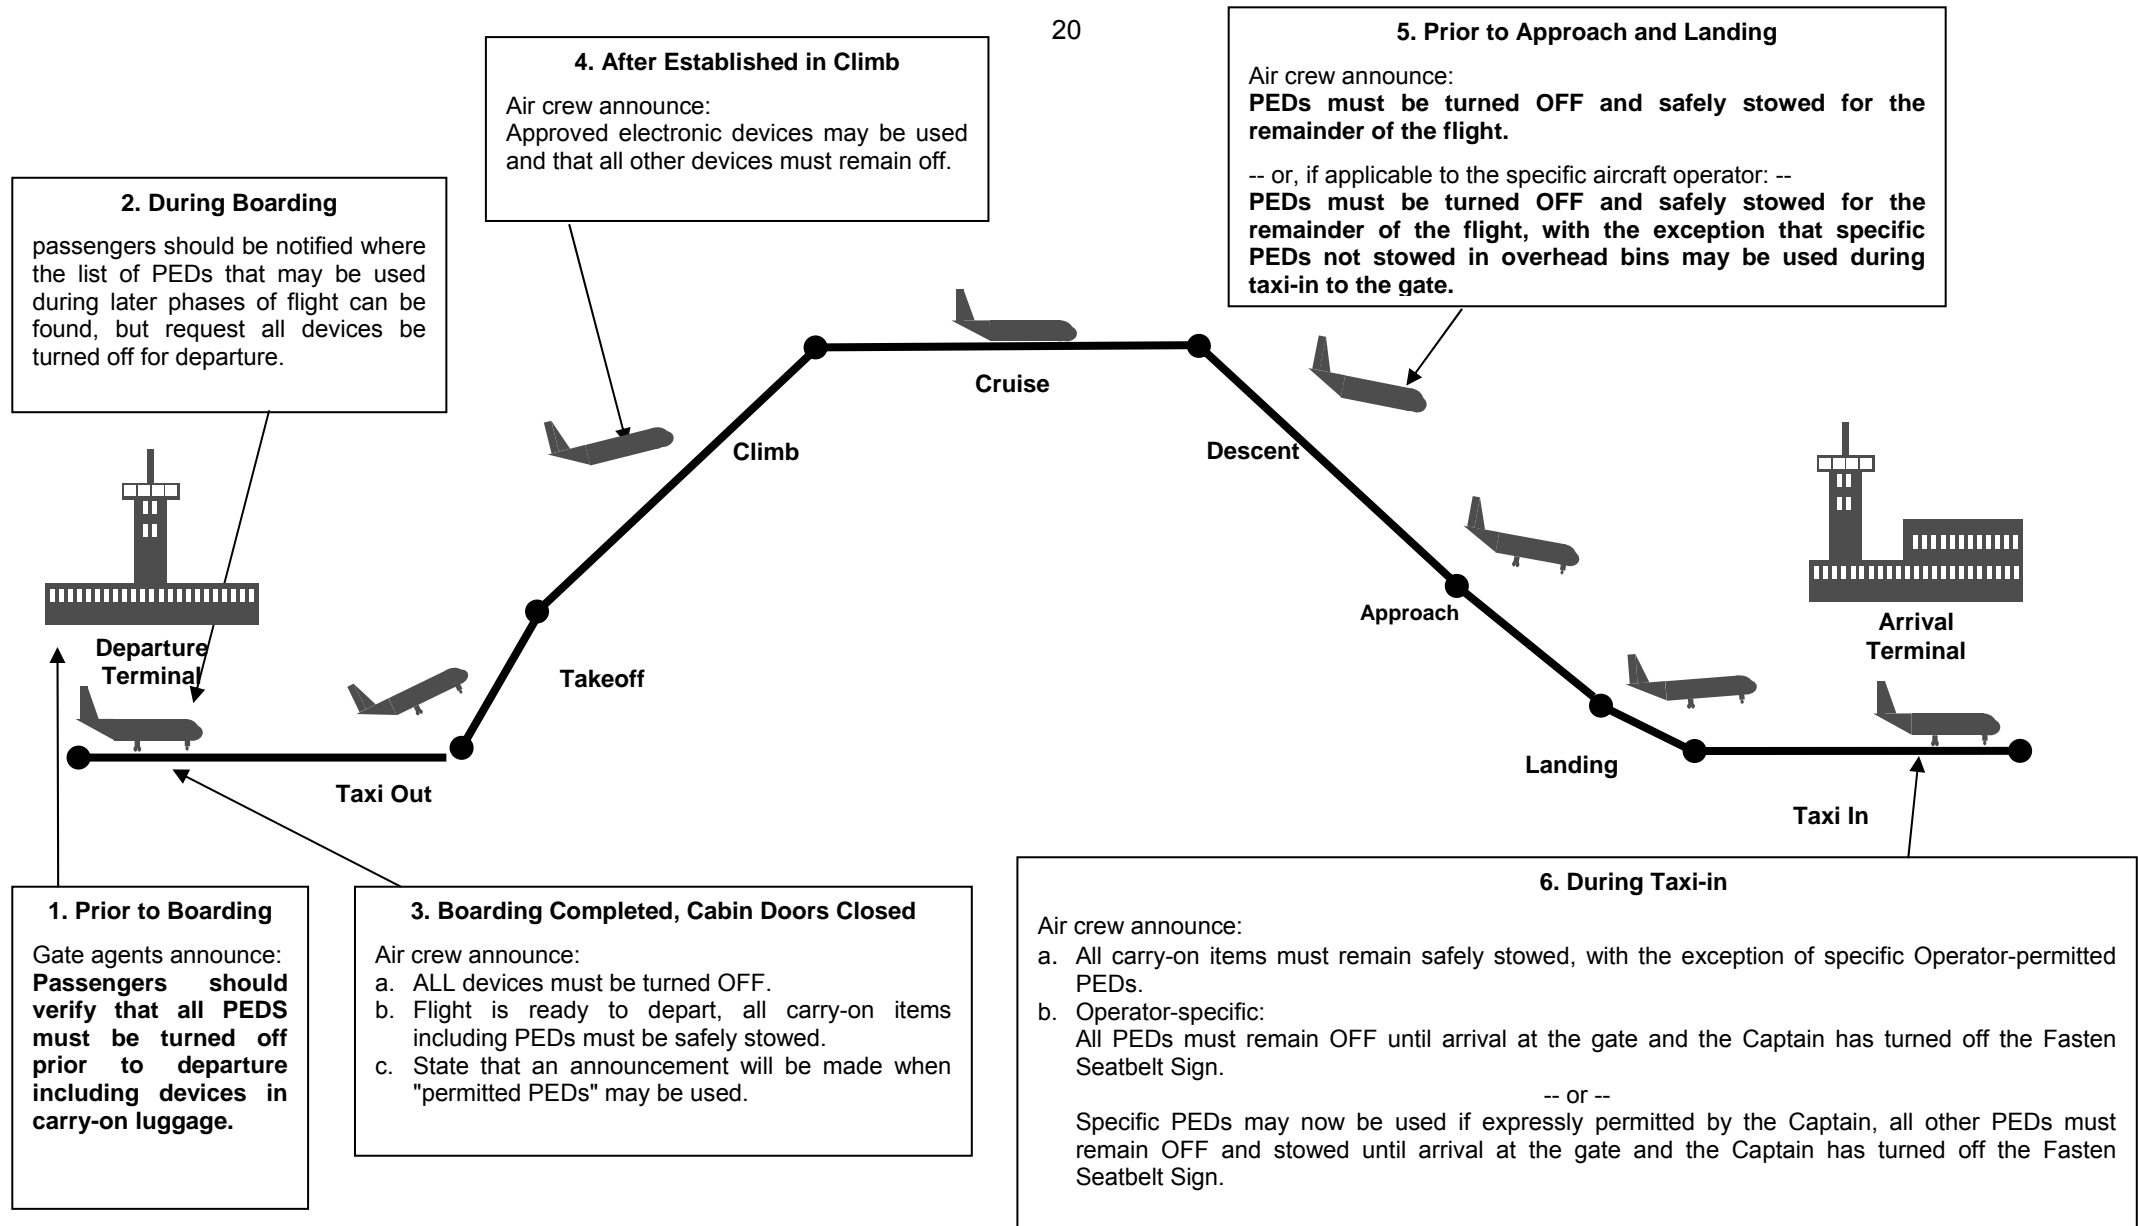 20
4. After Established in Climb
Air crew announce:
Approved electronic devices may be used
and that all other devices must remain off.
5. Prior to Approach and Landing
Air crew announce:
PEDs must be turned OFF and safely stowed for the
remainder of the flight.
-- or, if applicable to the specific aircraft operator: --
PEDs must be turned OFF and safely stowed for the
remainder of the flight, with the exception that specific
PEDs not stowed in overhead bins may be used during
taxi-in to the gate.
2. During Boarding
passengers should be notified where
the list of PEDs that may be used
during later phases of flight can be
found, but request all devices be
turned off for departure.
Cruise
Climb
Descent
Approach
Departure
Terminal
Arrival
Terminal
Takeoff
Landing
Taxi Out
Taxi In
1. Prior to Boarding
Gate agents announce:
Passengers should
verify that all PEDS
must be turned off
prior to departure
including devices in
carry-on luggage.
3. Boarding Completed, Cabin Doors Closed
Air crew announce:
a. ALL devices must be turned OFF.
b. Flight is ready to depart, all carry-on items
including PEDs must be safely stowed.
c. State that an announcement will be made when
"permitted PEDs" may be used.
6. During Taxi-in
Air crew announce:
a. All carry-on items must remain safely stowed, with the exception of specific Operator-permitted
PEDs.
b. Operator-specific:
All PEDs must remain OFF until arrival at the gate and the Captain has turned off the Fasten
Seatbelt Sign.
-- or --
Specific PEDs may now be used if expressly permitted by the Captain, all other PEDs must
remain OFF and stowed until arrival at the gate and the Captain has turned off the Fasten
Seatbelt Sign.